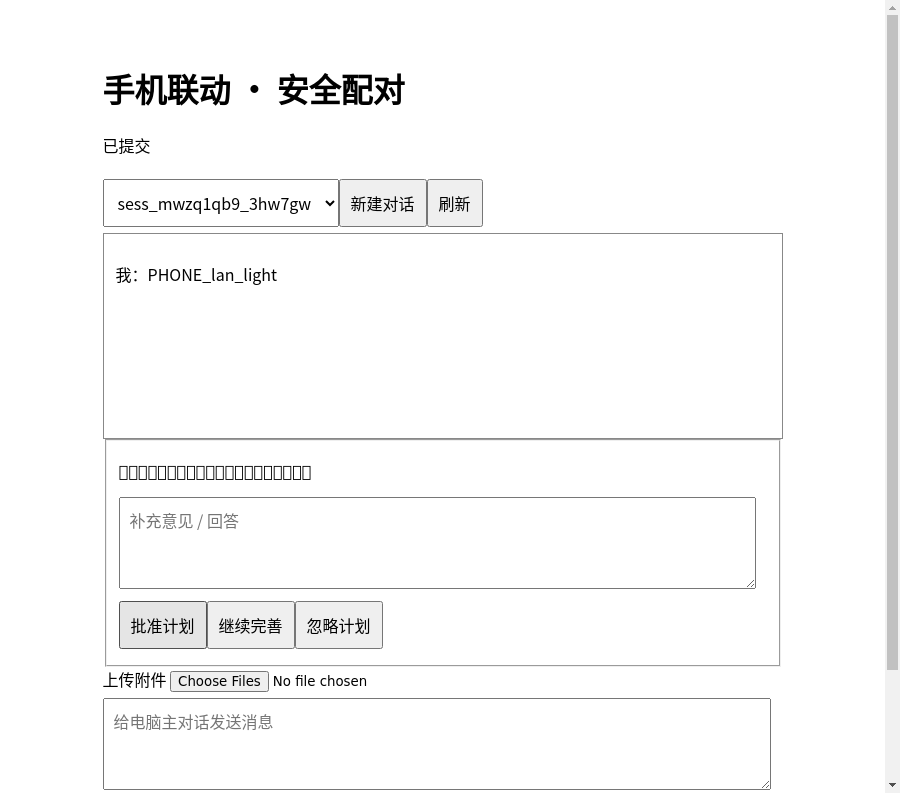 手机联动 · 安全配对
已提交
sess_mwzq1qb9_3hw7gw 新建对话 刷新
我：PHONE_lan_light
补充意见 / 回答
批准计划 继续完善 忽略计划
上传附件 Choose Files No file chosen
给电脑主对话发送消息